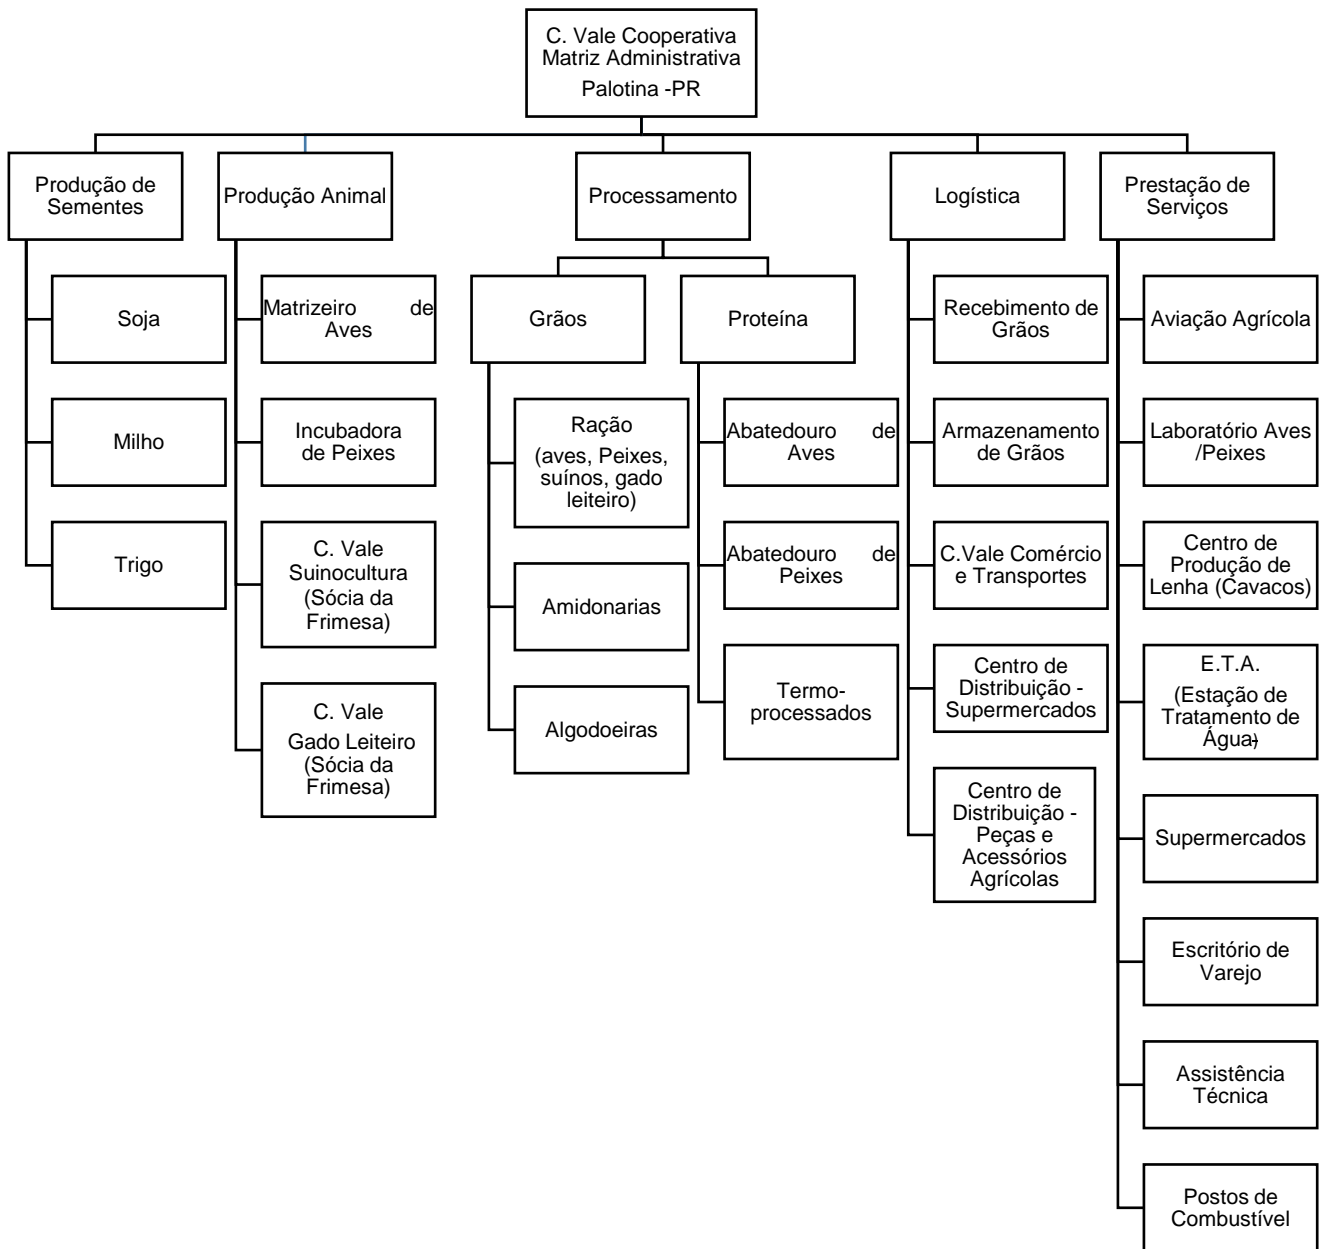 C. Vale Cooperativa
Matriz Administrativa
Palotina -PR
Produção de
Sementes
Produção Animal
Processamento
Logística
Prestação de
Serviços
Soja
Milho
Trigo
Matrizeiro de
Aves
Incubadora
de Peixes
C. Vale
Suinocultura
(Sócia da
Frimesa)
C. Vale
Gado Leiteiro
(Sócia da
Frimesa)
Grãos
Proteína
Ração
(aves, Peixes,
suínos, gado
leiteiro)
Amidonarias
Algodoeiras
Abatedouro de
Aves
Abatedouro de
Peixes
Termo-
processados
Recebimento de
Grãos
Armazenamento
de Grãos
C.Vale Comércio
e Transportes
Centro de
Distribuição -
Supermercados
Centro de
Distribuição -
Peças e
Acessórios
Agrícolas
Aviação Agrícola
Laboratório Aves
/Peixes
Centro de
Produção de
Lenha (Cavacos)
E.T.A.
(Estação de
Tratamento de
Água)
Supermercados
Escritório de
Varejo
Assistência
Técnica
Postos de
Combustível